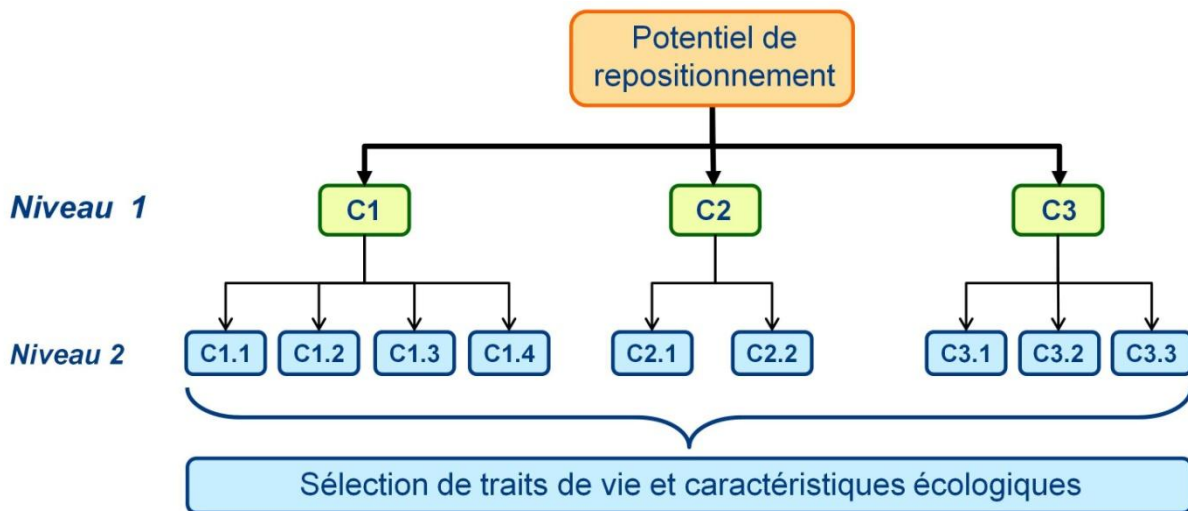 Potentiel de
repositionnement
Niveau 1
C1
C2
C3
Niveau 2
C1.1
C1.2
C1.3
C1.4
C2.1
C2.2
C3.1
C3.2
C3.3
Sélection de traits de vie et caractéristiques écologiques